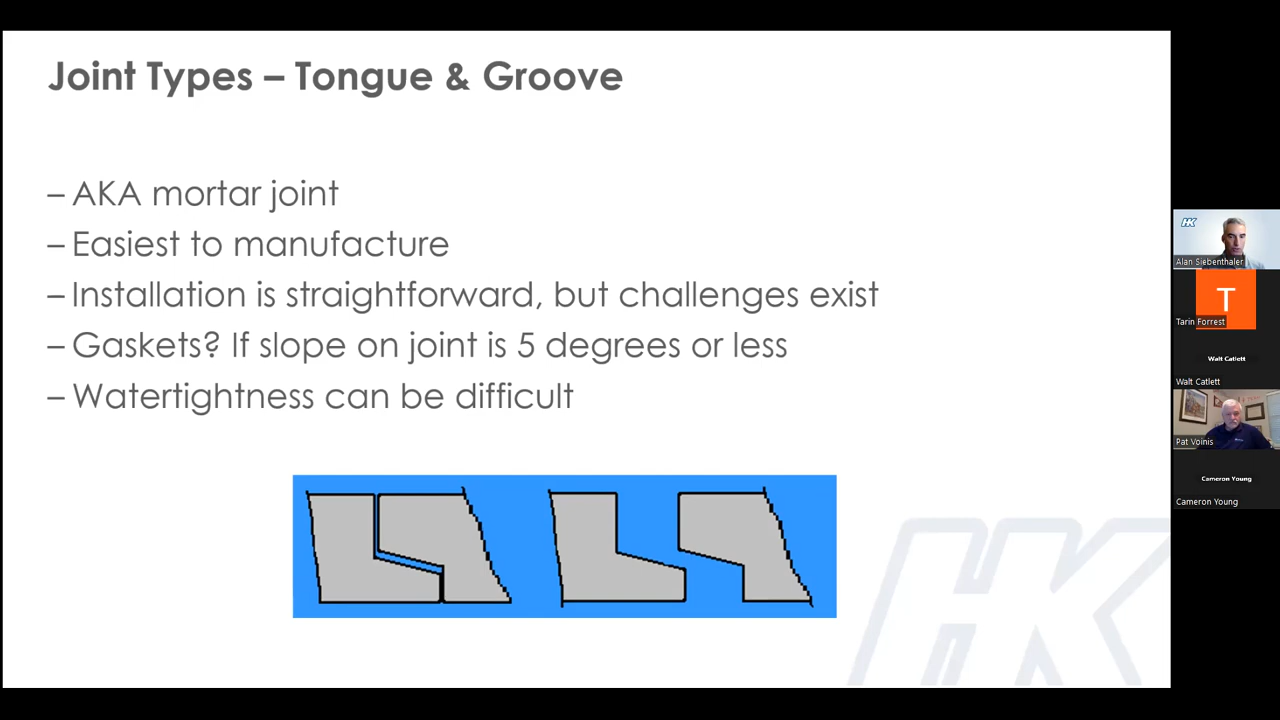 Joint Types – Tongue & Groove
– AKA mortar joint
– Easiest to manufacture
– Installation is straightforward, but challenges exist
– Gaskets? If slope on joint is 5 degrees or less
– Watertightness can be difficult
HK
HK
Alan Siebenthaler
T
Tarin Forrest
Walt Catlett
Walt Catlett
Pat Voinis
Cameron Young
Cameron Young